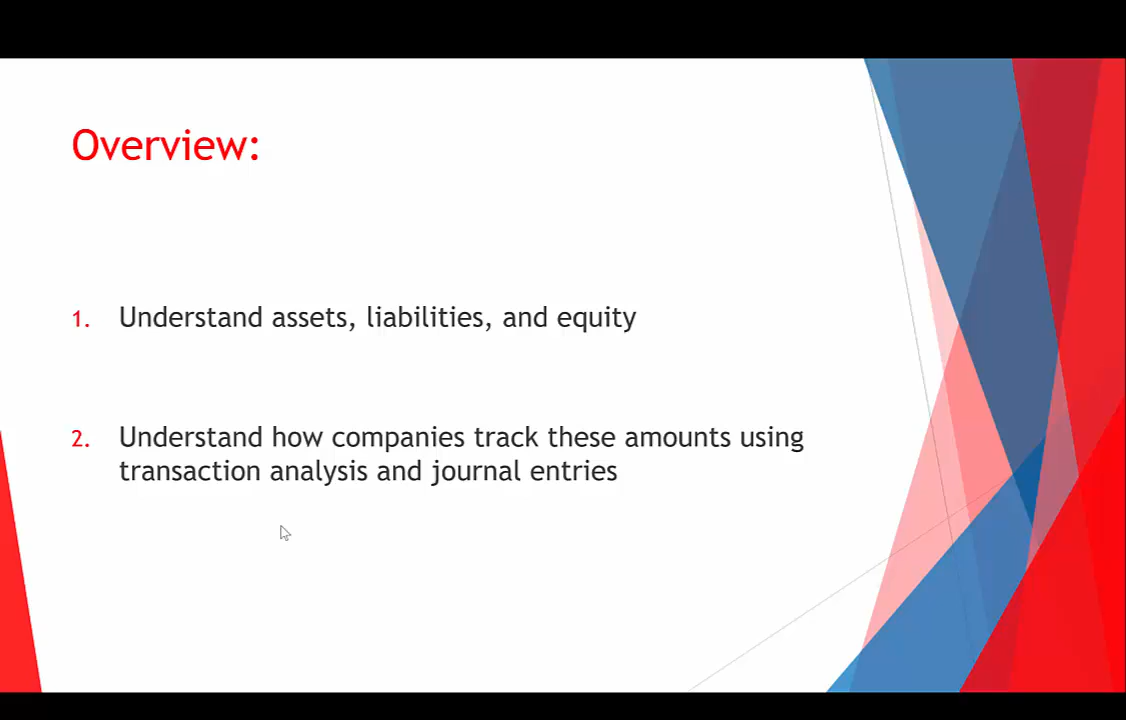 Overview:
1. Understand assets, liabilities, and equity
2. Understand how companies track these amounts using
transaction analysis and journal entries